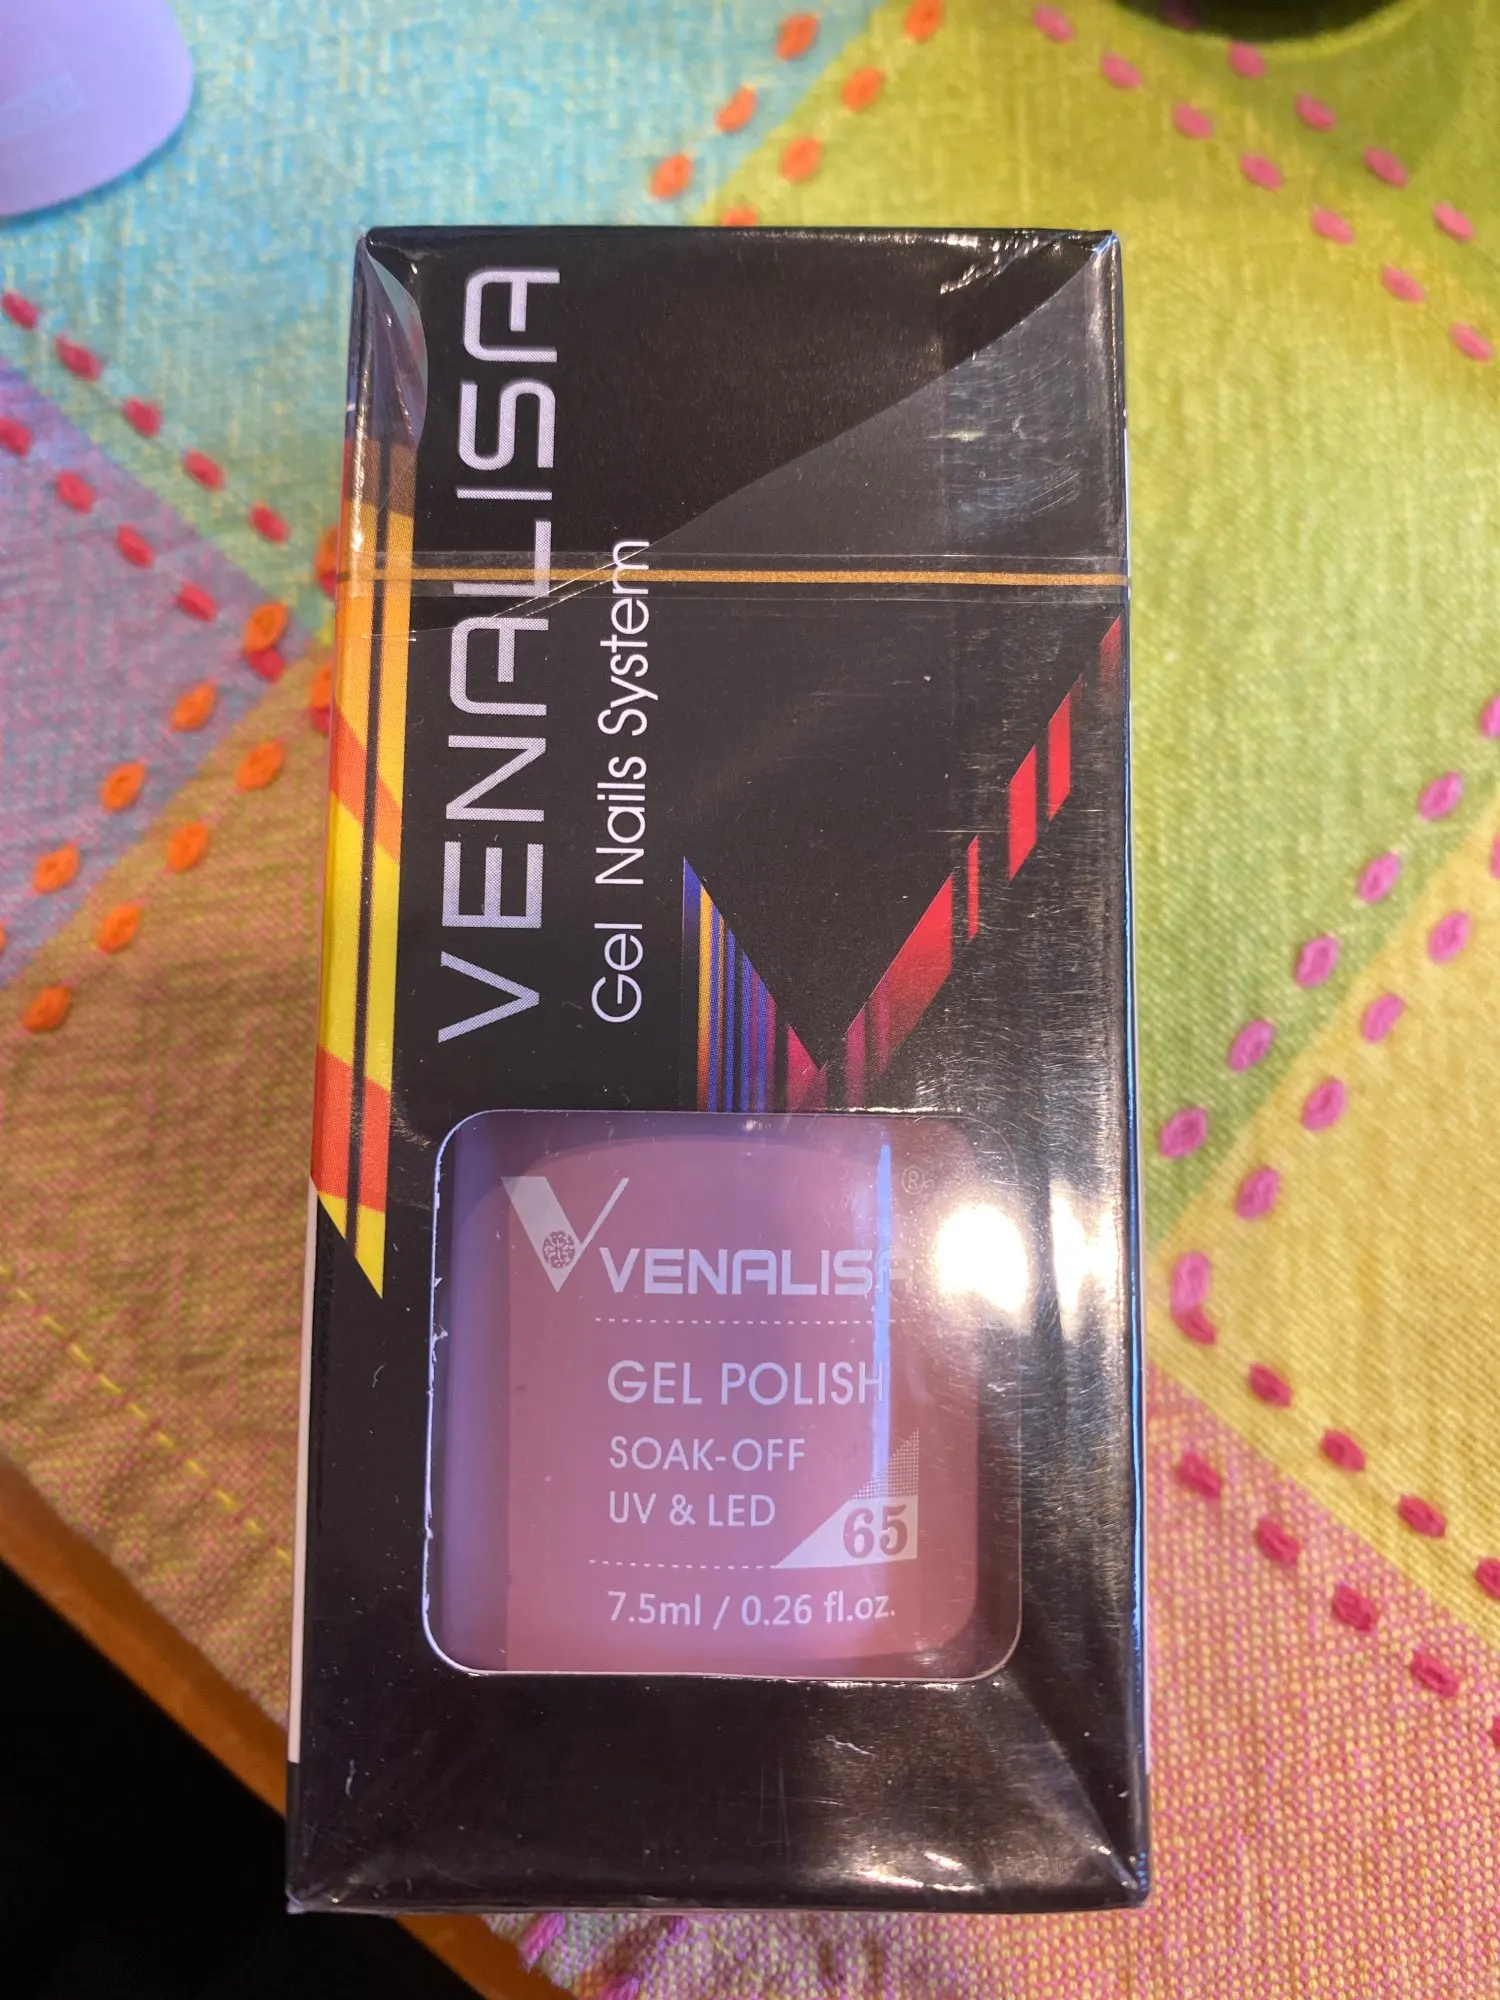 VENALISA
Gel Nails System
®
VENALISA
GEL POLISH
SOAK-OFF
UV & LED
65
7.5ml / 0.26 fl.oz.